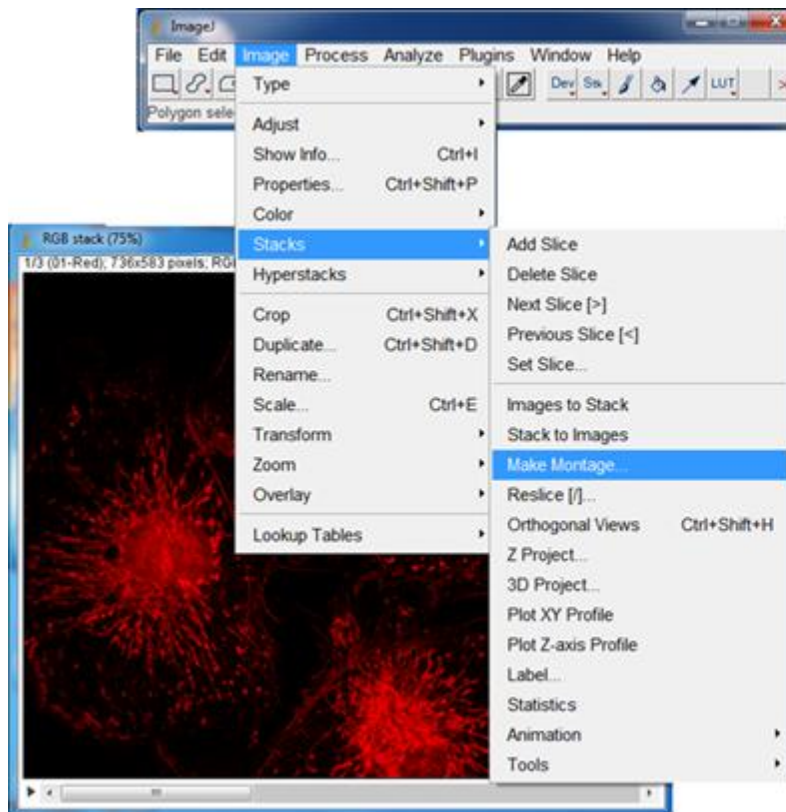 ImageJ
File Edit Image Process Analyze Plugins Window Help
Dev Stk LUT >
Polygon sele
Type
Adjust
Show Info... Ctrl+I
Properties... Ctrl+Shift+P
Color
Stacks
Hyperstacks
Crop Ctrl+Shift+X
Duplicate... Ctrl+Shift+D
Rename...
Scale... Ctrl+E
Transform
Zoom
Overlay
Lookup Tables
RGB stack (75%)
1/3 (01-Red); 736x583 pixels; RG
Add Slice
Delete Slice
Next Slice [>]
Previous Slice [<]
Set Slice...
Images to Stack
Stack to Images
Make Montage...
Reslice [/]...
Orthogonal Views Ctrl+Shift+H
Z Project...
3D Project...
Plot XY Profile
Plot Z-axis Profile
Label...
Statistics
Animation
Tools